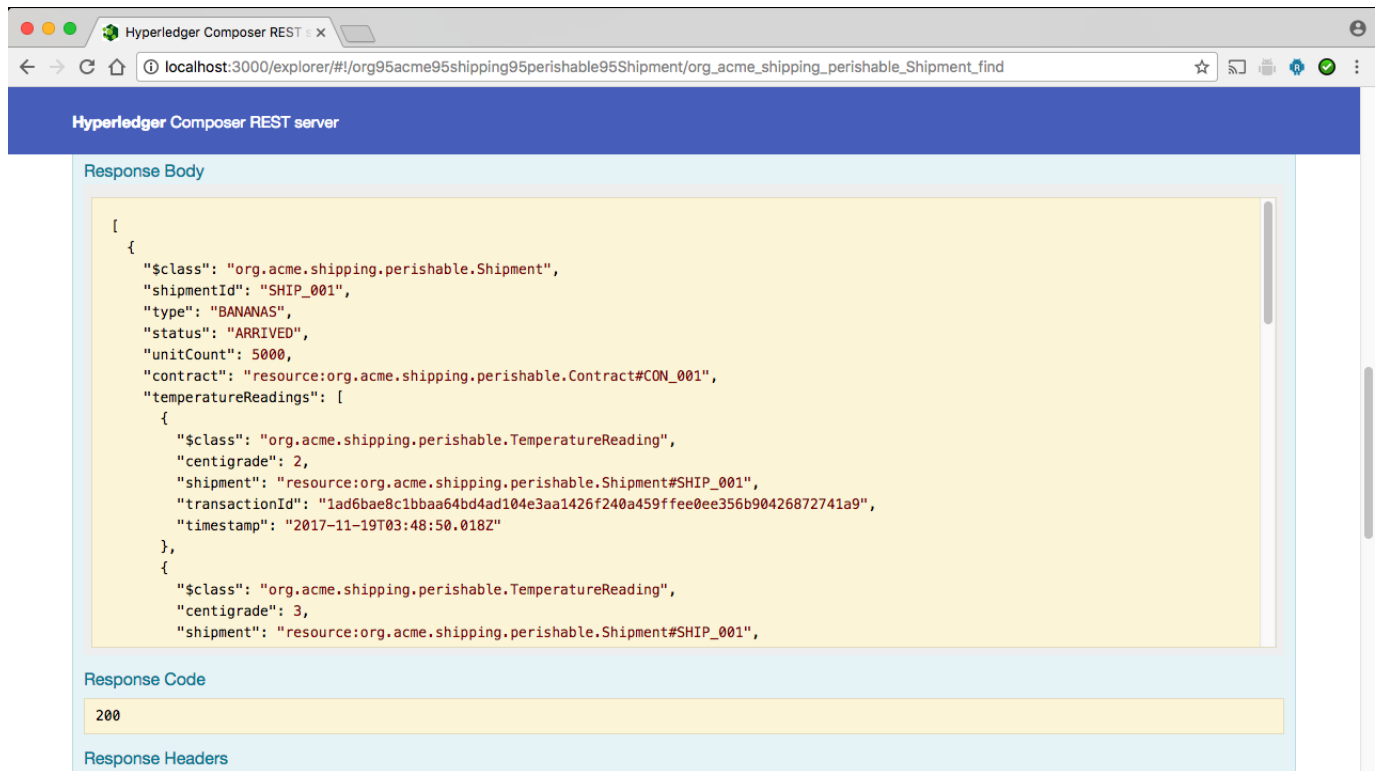 Hyperledger Composer REST s
localhost:3000/explorer/#!/org95acme95shipping95perishable95Shipment/org_acme_shipping_perishable_Shipment_find
Hyperledger Composer REST server
Response Body
[
{
"$class": "org.acme.shipping.perishable.Shipment",
"shipmentId": "SHIP_001",
"type": "BANANAS",
"status": "ARRIVED",
"unitCount": 5000,
"contract": "resource:org.acme.shipping.perishable.Contract#CON_001",
"temperatureReadings": [
{
"$class": "org.acme.shipping.perishable.TemperatureReading",
"centigrade": 2,
"shipment": "resource:org.acme.shipping.perishable.Shipment#SHIP_001",
"transactionId": "1ad6bae8c1bbaa64bd4ad104e3aa1426f240a459ffee0ee356b90426872741a9",
"timestamp": "2017-11-19T03:48:50.018Z"
},
{
"$class": "org.acme.shipping.perishable.TemperatureReading",
"centigrade": 3,
"shipment": "resource:org.acme.shipping.perishable.Shipment#SHIP_001",
Response Code
200
Response Headers